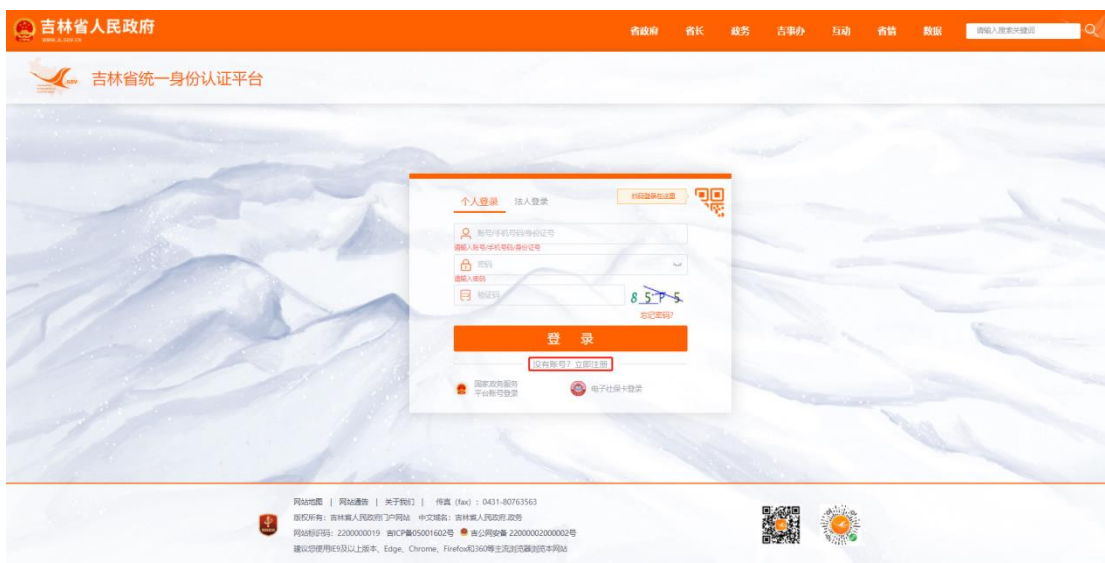 吉林省人民政府
www.jl.gov.cn
省政府 省长 政务 吉事办 互动 省情 数据 请输入搜索关键词
吉林省统一身份认证平台
个人登录 法人登录 扫码登录在这里
账号/手机号码/身份证号
请输入账号/手机号码/身份证号
密码
请输入密码
验证码 8 5 P 5
忘记密码?
登 录
没有账号? 立即注册
国家政务服务
平台账号登录
电子社保卡登录
网站地图 | 网站通告 | 关于我们 | 传真 (fax) : 0431-80763563
版权所有: 吉林省人民政府门户网站 中文域名: 吉林省人民政府.政务
网站标识码: 2200000019 吉ICP备05001602号 吉公网安备 22000002000002号
建议您使用IE9及以上版本、Edge、Chrome、Firefox和360等主流浏览器浏览本网站